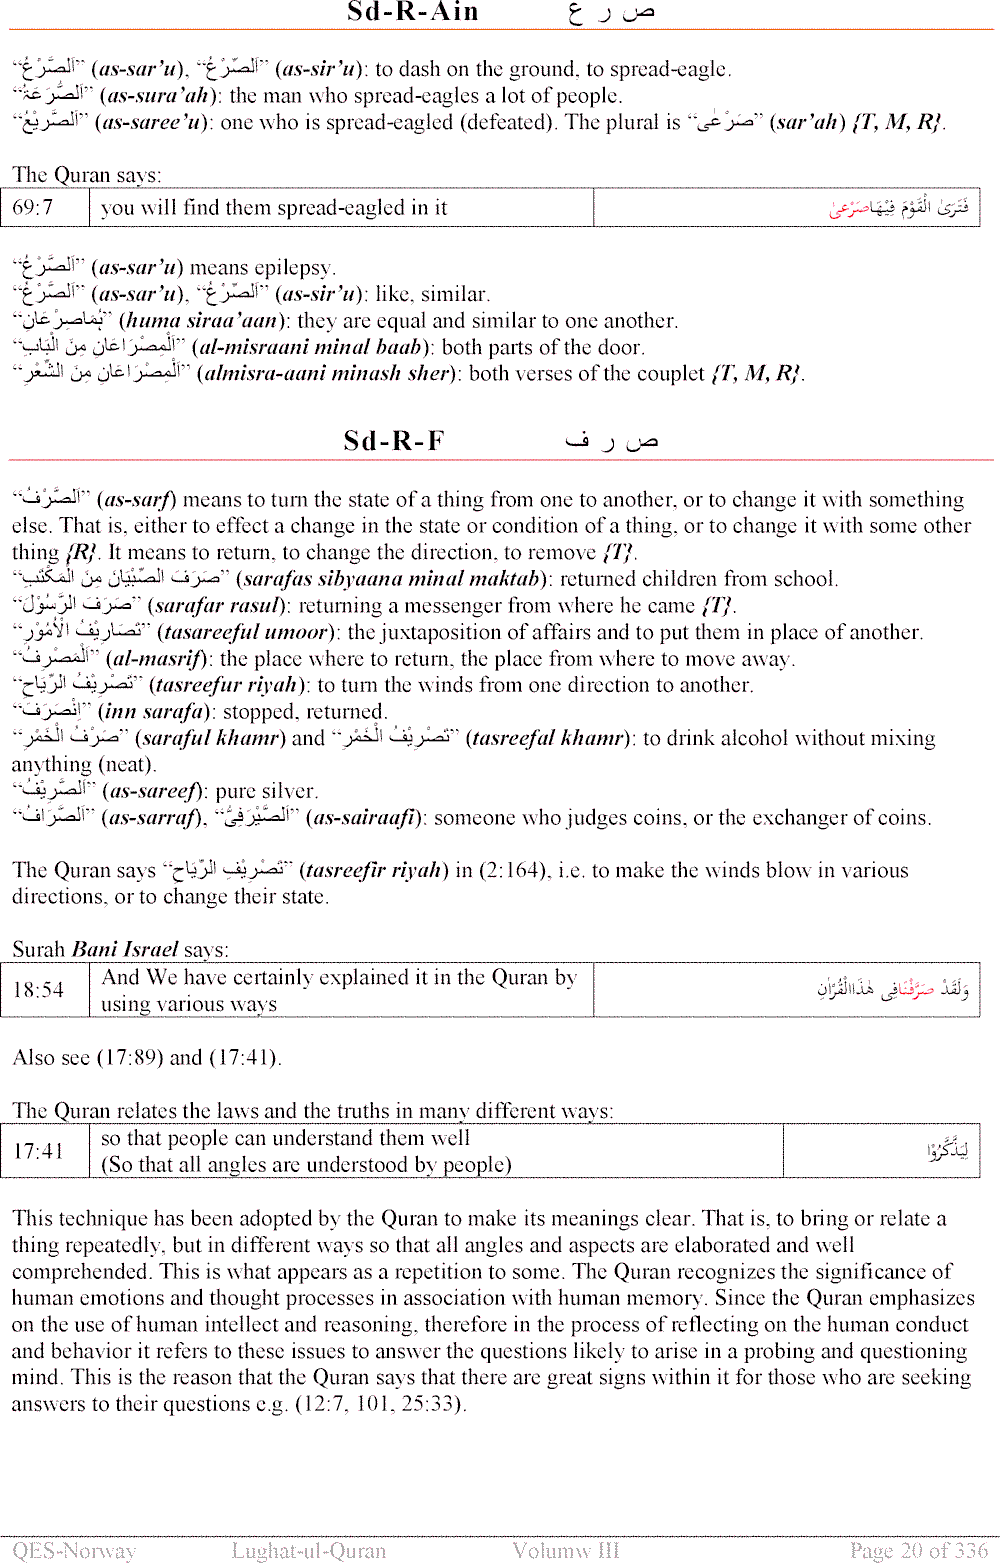 Sd-R-Ain ص ر ع
“اَلصَّرْعُ” (as-sar’u), “اَلصِّرْعُ” (as-sir’u): to dash on the ground, to spread-eagle.
“اَلصُّرَعَۃُ” (as-sura’ah): the man who spread-eagles a lot of people.
“اَلصَّرِیْعُ” (as-saree’u): one who is spread-eagled (defeated). The plural is “صَرْعٰی” (sar’ah) {T, M, R}.
The Quran says:
69:7 you will find them spread-eagled in it فَتَرَیٰ الْقَوْمَ فِیْہَاصَرْعیٰ
“اَلصَّرْعُ” (as-sar’u) means epilepsy.
“اَلصَّرْعُ” (as-sar’u), “اَلصِّرْعُ” (as-sir’u): like, similar.
“ہُمَاصِرْعَانِ” (huma siraa’aan): they are equal and similar to one another.
“اَلْمِصْرَاعَانِ مِنَ الْبَابِ” (al-misraani minal baab): both parts of the door.
“اَلْمِصْرَاعَانِ مِنَ الشِّعْرِ” (almisra-aani minash sher): both verses of the couplet {T, M, R}.
Sd-R-F ص ر ف
“اَلصَّرْفُ” (as-sarf) means to turn the state of a thing from one to another, or to change it with something
else. That is, either to effect a change in the state or condition of a thing, or to change it with some other
thing {R}. It means to return, to change the direction, to remove {T}.
“صَرَفَ الصِّبْیَانَ مِنَ الْمَکْتَبِ” (sarafas sibyaana minal maktab): returned children from school.
“صَرَفَ الرَّسُوْلَ” (sarafar rasul): returning a messenger from where he came {T}.
“تَصَارِیْفُ الْاُمُوْرِ” (tasareeful umoor): the juxtaposition of affairs and to put them in place of another.
“اَلْمَصْرِفُ” (al-masrif): the place where to return, the place from where to move away.
“تَصْرِیْفُ الرِّیَاحِ” (tasreefur riyah): to turn the winds from one direction to another.
“اِنْصَرَفَ” (inn sarafa): stopped, returned.
“صَرْفُ الْخَمْرِ” (saraful khamr) and “تَصْرِیْفُ الْخَمْرِ” (tasreefal khamr): to drink alcohol without mixing
anything (neat).
“اَلصَّرِیْفُ” (as-sareef): pure silver.
“اَلصَّرَافُ” (as-sarraf), “اَلصَّیْرَفِیُّ” (as-sairaafi): someone who judges coins, or the exchanger of coins.
The Quran says “تَصْرِیْفِ الرِّیَاحِ” (tasreefir riyah) in (2:164), i.e. to make the winds blow in various
directions, or to change their state.
Surah Bani Israel says:
18:54 And We have certainly explained it in the Quran by وَلَقَدْ صَرَّفْنَافِی ھٰذَاالْقُرْاٰنِ
using various ways
Also see (17:89) and (17:41).
The Quran relates the laws and the truths in many different ways:
17:41 so that people can understand them well لِیَذَّکَّرُوْا
(So that all angles are understood by people)
This technique has been adopted by the Quran to make its meanings clear. That is, to bring or relate a
thing repeatedly, but in different ways so that all angles and aspects are elaborated and well
comprehended. This is what appears as a repetition to some. The Quran recognizes the significance of
human emotions and thought processes in association with human memory. Since the Quran emphasizes
on the use of human intellect and reasoning, therefore in the process of reflecting on the human conduct
and behavior it refers to these issues to answer the questions likely to arise in a probing and questioning
mind. This is the reason that the Quran says that there are great signs within it for those who are seeking
answers to their questions e.g. (12:7, 101, 25:33).
QES-Norway Lughat-ul-Quran Volumw III Page 20 of 336